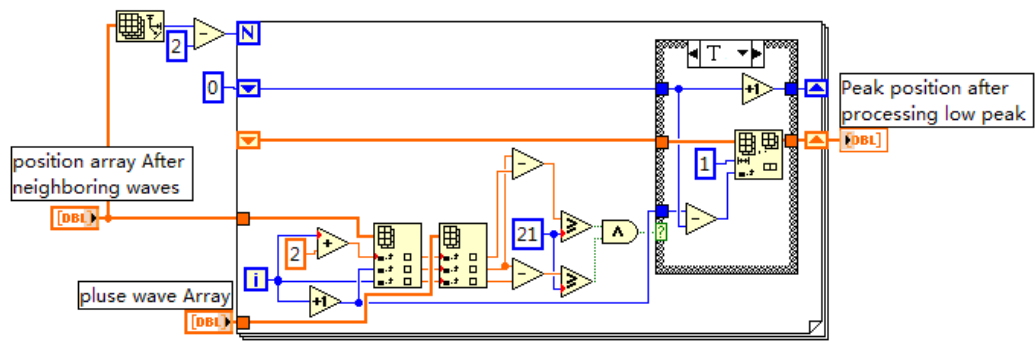 2
N
T
0
+1
Peak position after
processing low peak
[DBL]
position array After
neighboring waves
1
[DBL]
21
?
2
i
+1
pluse wave Array
[DBL]